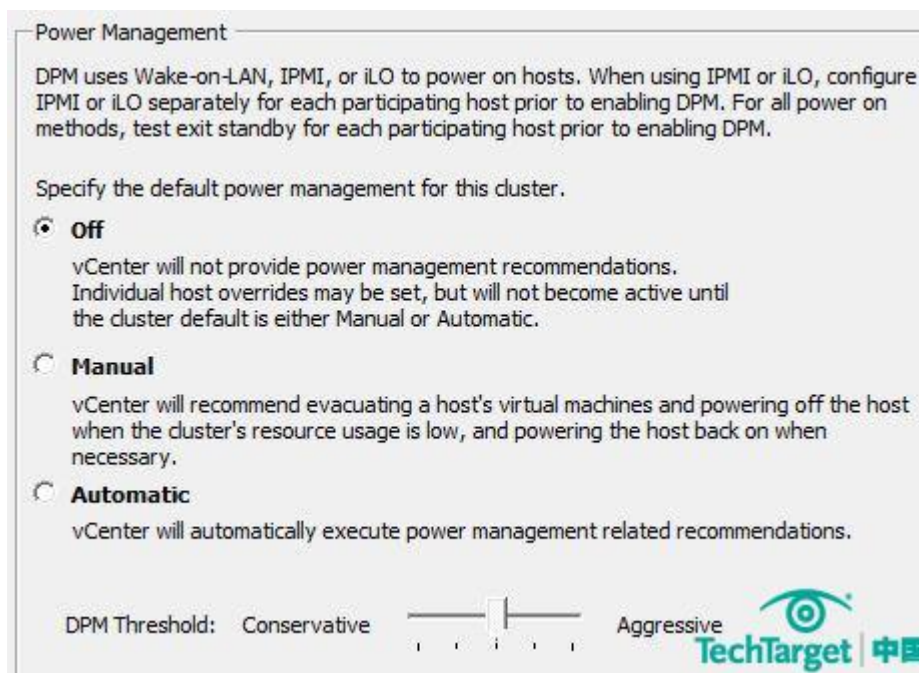 Power Management
DPM uses Wake-on-LAN, IPMI, or iLO to power on hosts. When using IPMI or iLO, configure
IPMI or iLO separately for each participating host prior to enabling DPM. For all power on
methods, test exit standby for each participating host prior to enabling DPM.
Specify the default power management for this cluster.
Off
vCenter will not provide power management recommendations.
Individual host overrides may be set, but will not become active until
the cluster default is either Manual or Automatic.
Manual
vCenter will recommend evacuating a host's virtual machines and powering off the host
when the cluster's resource usage is low, and powering the host back on when
necessary.
Automatic
vCenter will automatically execute power management related recommendations.
DPM Threshold: Conservative Aggressive
TechTarget 中国